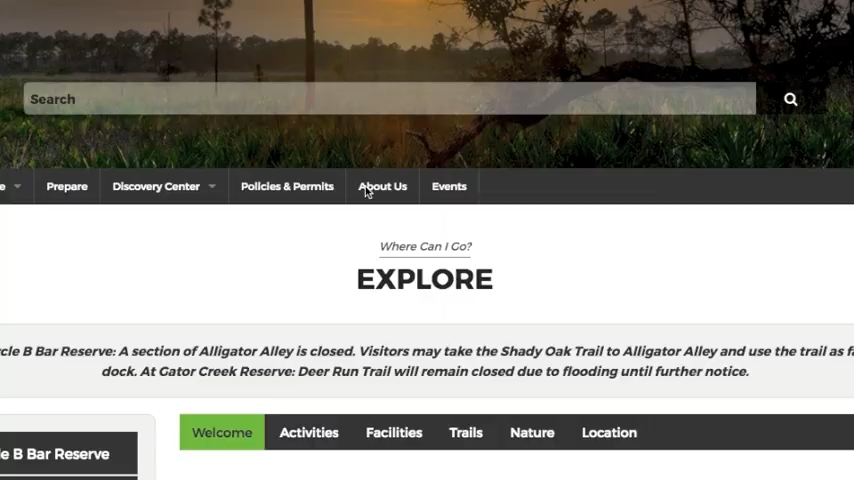 Search
Prepare Discovery Center Policies & Permits About Us Events
Where Can I Go?
EXPLORE
B Bar Reserve: A section of Alligator Alley is closed. Visitors may take the Shady Oak Trail to Alligator Alley and use the trail as
dock. At Gator Creek Reserve: Deer Run Trail will remain closed due to flooding until further notice.
Welcome Activities Facilities Trails Nature Location
B Bar Reserve